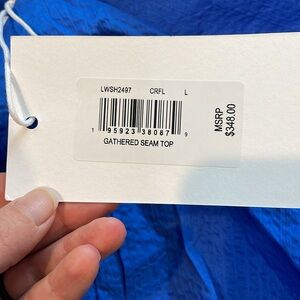 LWSH2497 CRFL L
1 95923 38087 9
GATHERED SEAM TOP
MSRP
$348.00